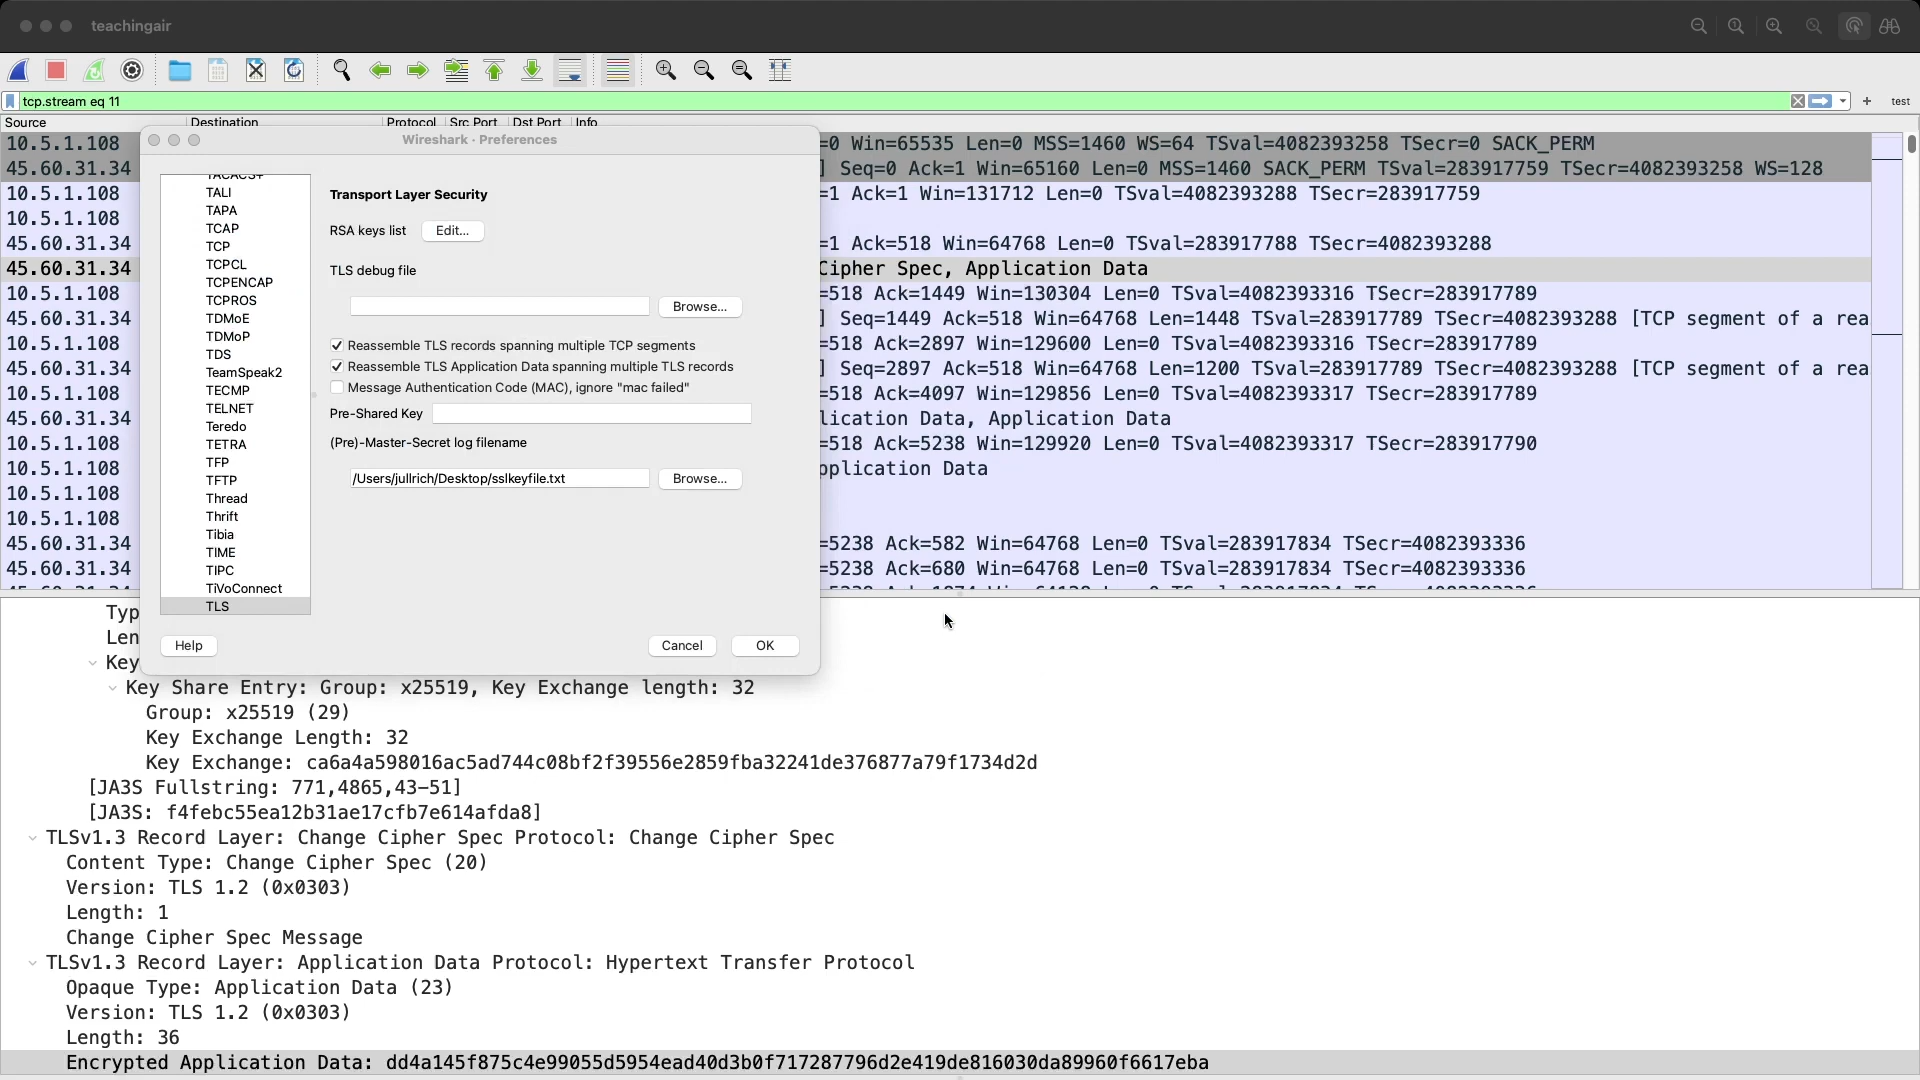 teachingair
tcp.stream eq 11
+ test
Source Destination Protocol Src Port Dst Port Info
Wireshark · Preferences
TALI
TAPA
TCAP
TCP
TCPCL
TCPENCAP
TCPROS
TDMoE
TDMoP
TDS
TeamSpeak2
TECMP
TELNET
Teredo
TETRA
TFP
TFTP
Thread
Thrift
Tibia
TIME
TIPC
TiVoConnect
TLS
Transport Layer Security
RSA keys list Edit...
TLS debug file
Browse...
Reassemble TLS records spanning multiple TCP segments
Reassemble TLS Application Data spanning multiple TLS records
Message Authentication Code (MAC), ignore "mac failed"
Pre-Shared Key
(Pre)-Master-Secret log filename
/Users/jullrich/Desktop/sslkeyfile.txt Browse...
Help Cancel OK
10.5.1.108 =0 Win=65535 Len=0 MSS=1460 WS=64 TSval=4082393258 TSecr=0 SACK_PERM
45.60.31.34 ] Seq=0 Ack=1 Win=65160 Len=0 MSS=1460 SACK_PERM TSval=283917759 TSecr=4082393258 WS=128
10.5.1.108 =1 Ack=1 Win=131712 Len=0 TSval=4082393288 TSecr=283917759
10.5.1.108
45.60.31.34 =1 Ack=518 Win=64768 Len=0 TSval=283917788 TSecr=4082393288
45.60.31.34 Cipher Spec, Application Data
10.5.1.108 =518 Ack=1449 Win=130304 Len=0 TSval=4082393316 TSecr=283917789
45.60.31.34 ] Seq=1449 Ack=518 Win=64768 Len=1448 TSval=283917789 TSecr=4082393288 [TCP segment of a rea
10.5.1.108 =518 Ack=2897 Win=129600 Len=0 TSval=4082393316 TSecr=283917789
45.60.31.34 ] Seq=2897 Ack=518 Win=64768 Len=1200 TSval=283917789 TSecr=4082393288 [TCP segment of a rea
10.5.1.108 =518 Ack=4097 Win=129856 Len=0 TSval=4082393317 TSecr=283917789
45.60.31.34 lication Data, Application Data
10.5.1.108 =518 Ack=5238 Win=129920 Len=0 TSval=4082393317 TSecr=283917790
45.60.31.34 pplication Data
10.5.1.108
10.5.1.108
45.60.31.34 =5238 Ack=582 Win=64768 Len=0 TSval=283917834 TSecr=4082393336
45.60.31.34 =5238 Ack=680 Win=64768 Len=0 TSval=283917834 TSecr=4082393336
Typ
Len
Key
Key Share Entry: Group: x25519, Key Exchange length: 32
Group: x25519 (29)
Key Exchange Length: 32
Key Exchange: ca6a4a598016ac5ad744c08bf2f39556e2859fba32241de376877a79f1734d2d
[JA3S Fullstring: 771,4865,43-51]
[JA3S: f4febc55ea12b31ae17cfb7e614afda8]
TLSv1.3 Record Layer: Change Cipher Spec Protocol: Change Cipher Spec
Content Type: Change Cipher Spec (20)
Version: TLS 1.2 (0x0303)
Length: 1
Change Cipher Spec Message
TLSv1.3 Record Layer: Application Data Protocol: Hypertext Transfer Protocol
Opaque Type: Application Data (23)
Version: TLS 1.2 (0x0303)
Length: 36
Encrypted Application Data: dd4a145f875c4e99055d5954ead40d3b0f717287796d2e419de816030da89960f6617eba